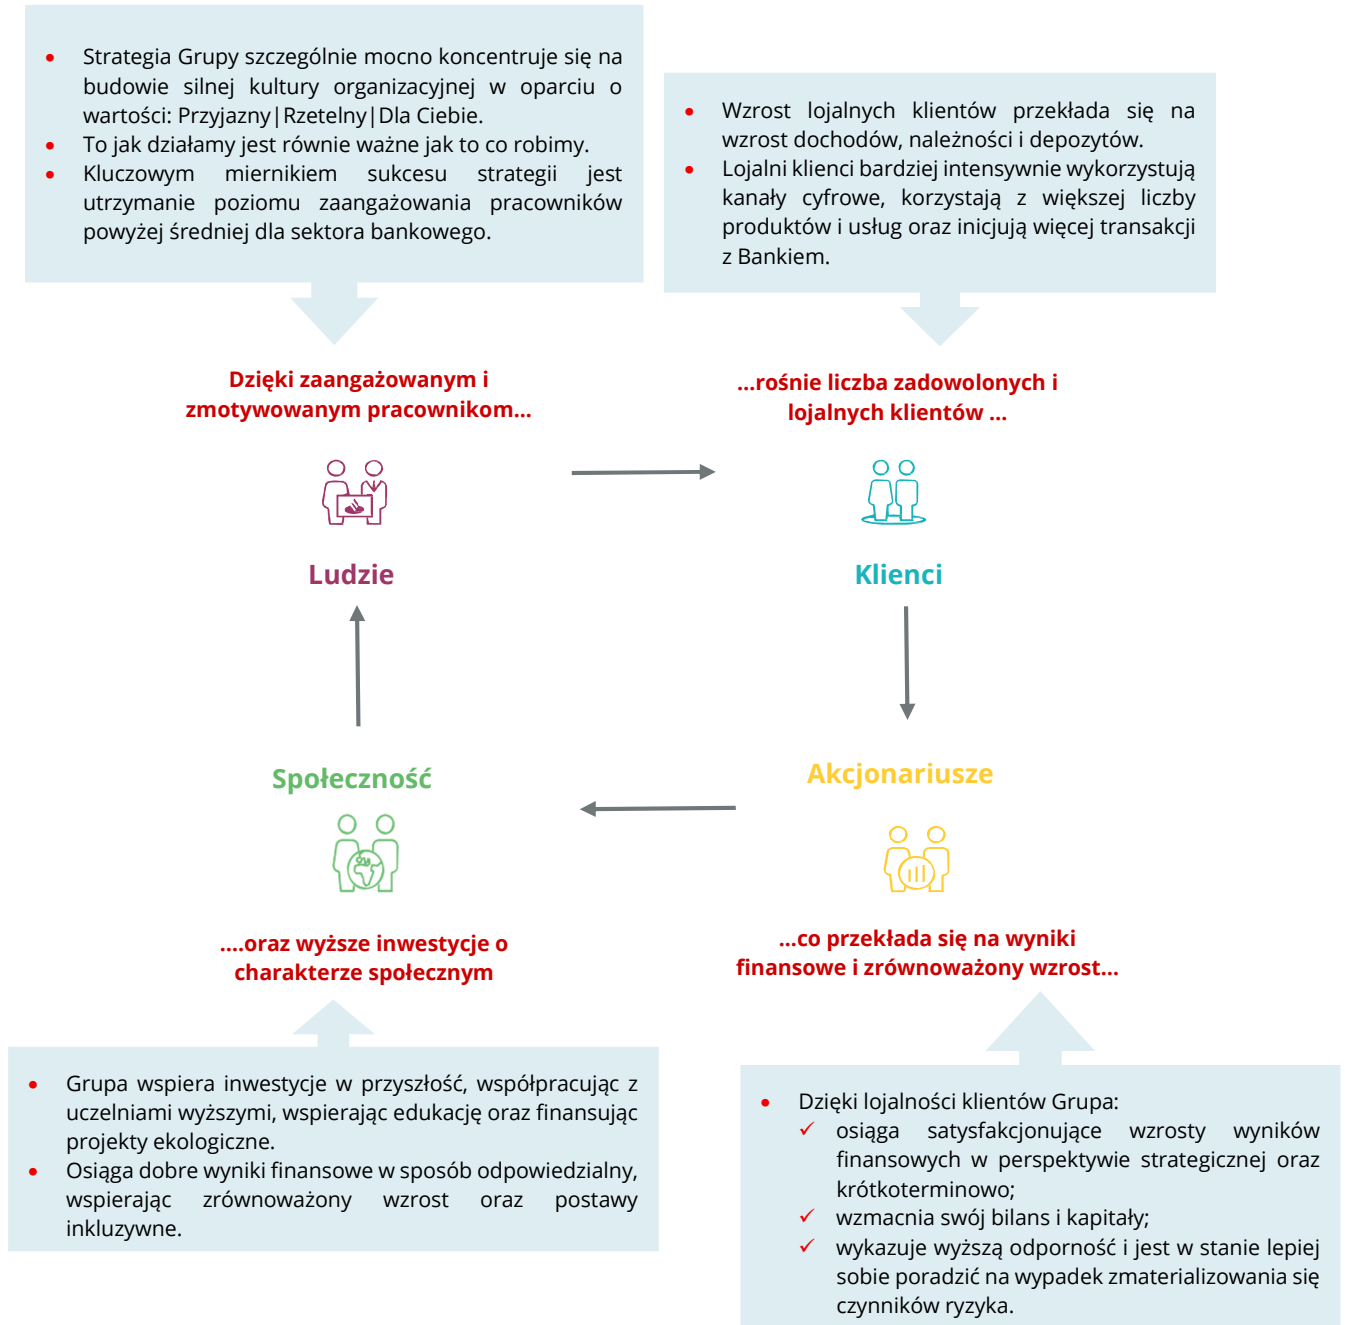 • Strategia Grupy szczególnie mocno koncentruje się na
budowie silnej kultury organizacyjnej w oparciu o
wartości: Przyjazny|Rzetelny|Dla Ciebie.
• To jak działamy jest równie ważne jak to co robimy.
• Kluczowym miernikiem sukcesu strategii jest
utrzymanie poziomu zaangażowania pracowników
powyżej średniej dla sektora bankowego.
• Wzrost lojalnych klientów przekłada się na
wzrost dochodów, należności i depozytów.
• Lojalni klienci bardziej intensywnie wykorzystują
kanały cyfrowe, korzystają z większej liczby
produktów i usług oraz inicjują więcej transakcji
z Bankiem.
Dzięki zaangażowanym i
zmotywowanym pracownikom...
...rośnie liczba zadowolonych i
lojalnych klientów ...
Ludzie
Klienci
Społeczność
Akcjonariusze
....oraz wyższe inwestycje o
charakterze społecznym
...co przekłada się na wyniki
finansowe i zrównoważony wzrost...
• Grupa wspiera inwestycje w przyszłość, współpracując z
uczelniami wyższymi, wspierając edukację oraz finansując
projekty ekologiczne.
• Osiąga dobre wyniki finansowe w sposób odpowiedzialny,
wspierając zrównoważony wzrost oraz postawy
inkluzywne.
• Dzięki lojalności klientów Grupa:
✓ osiąga satysfakcjonujące wzrosty wyników
finansowych w perspektywie strategicznej oraz
krótkoterminowo;
✓ wzmacnia swój bilans i kapitały;
✓ wykazuje wyższą odporność i jest w stanie lepiej
sobie poradzić na wypadek zmaterializowania się
czynników ryzyka.